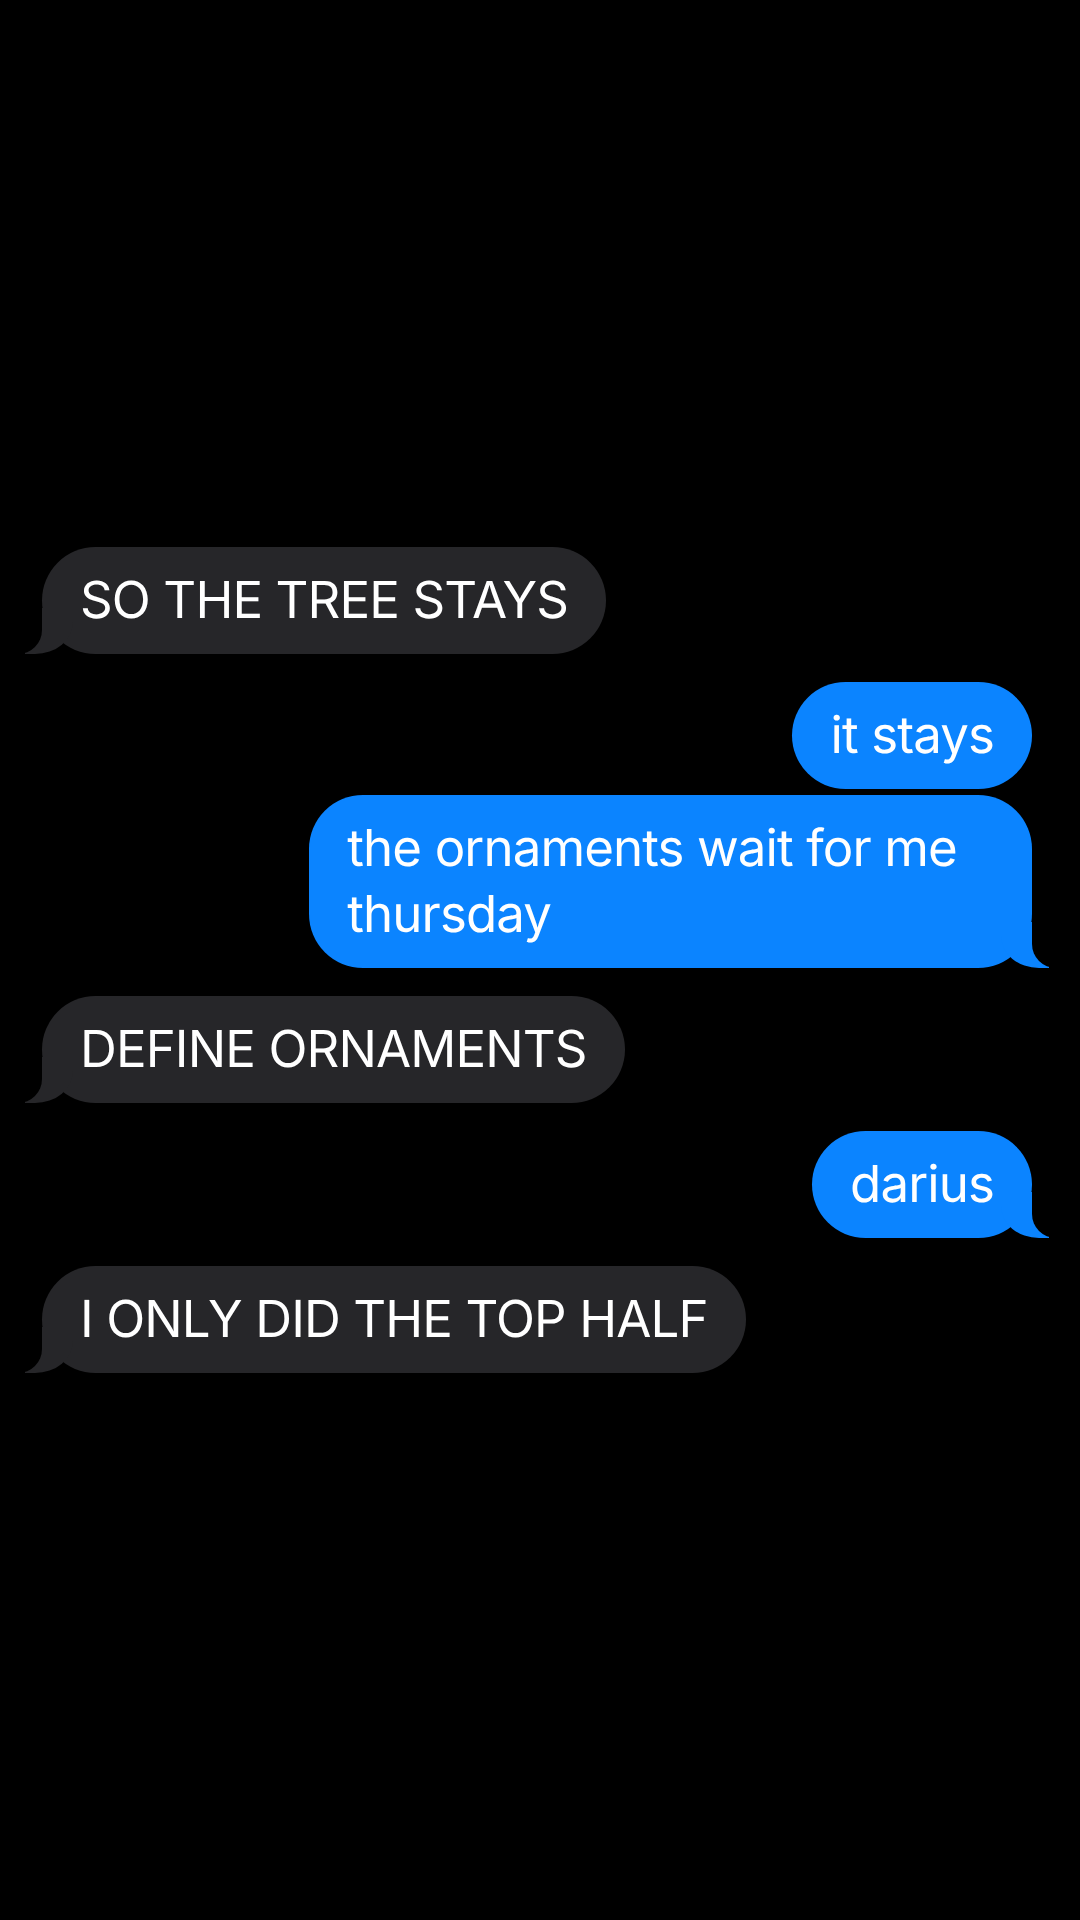 SO THE TREE STAYS
it stays
the ornaments wait for me
thursday
DEFINE ORNAMENTS
darius
I ONLY DID THE TOP HALF